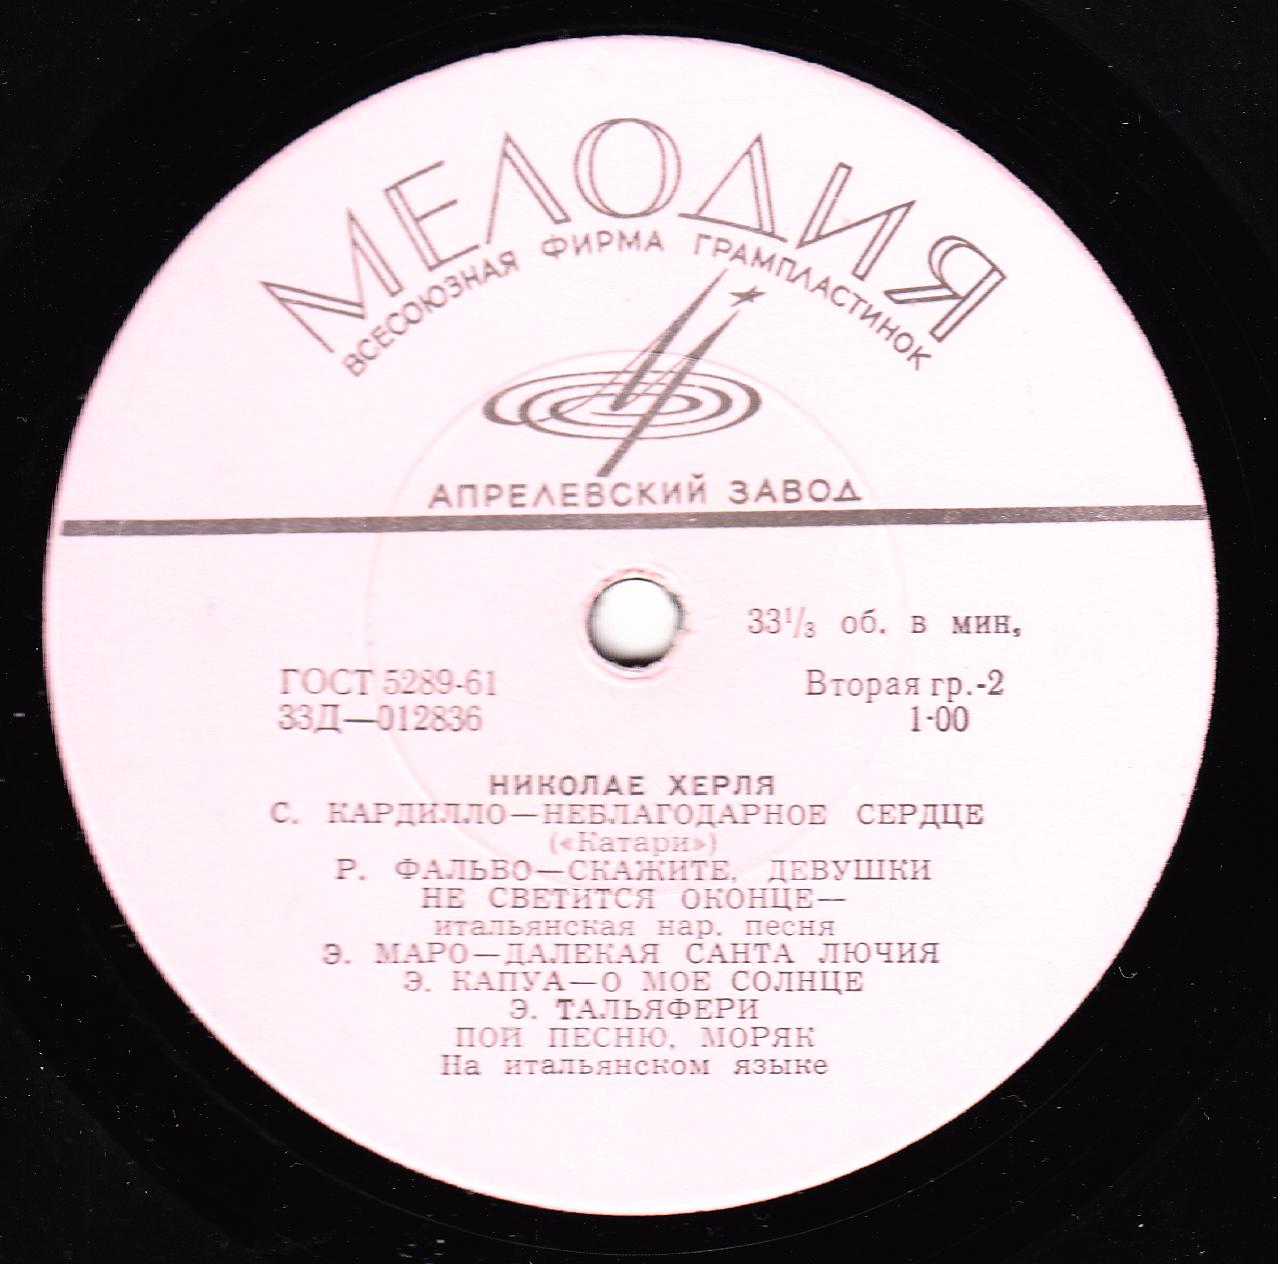 МЕЛОДИЯ
ВСЕСОЮЗНАЯ ФИРМА ГРАМПЛАСТИНОК
АПРЕЛЕВСКИЙ ЗАВОД
33⅓ об. в мин,
ГОСТ 5289-61 Вторая гр.-2
33Д—012836 1-00
НИКОЛАЕ ХЕРЛЯ
С. КАРДИЛЛО—НЕБЛАГОДАРНОЕ СЕРДЦЕ
(«Катари»)
Р. ФАЛЬВО—СКАЖИТЕ, ДЕВУШКИ
НЕ СВЕТИТСЯ ОКОНЦЕ—
итальянская нар. песня
Э. МАРО—ДАЛЕКАЯ САНТА ЛЮЧИЯ
Э. КАПУА—О МОЕ СОЛНЦЕ
Э. ТАЛЬЯФЕРИ
ПОЙ ПЕСНЮ, МОРЯК
На итальянском языке